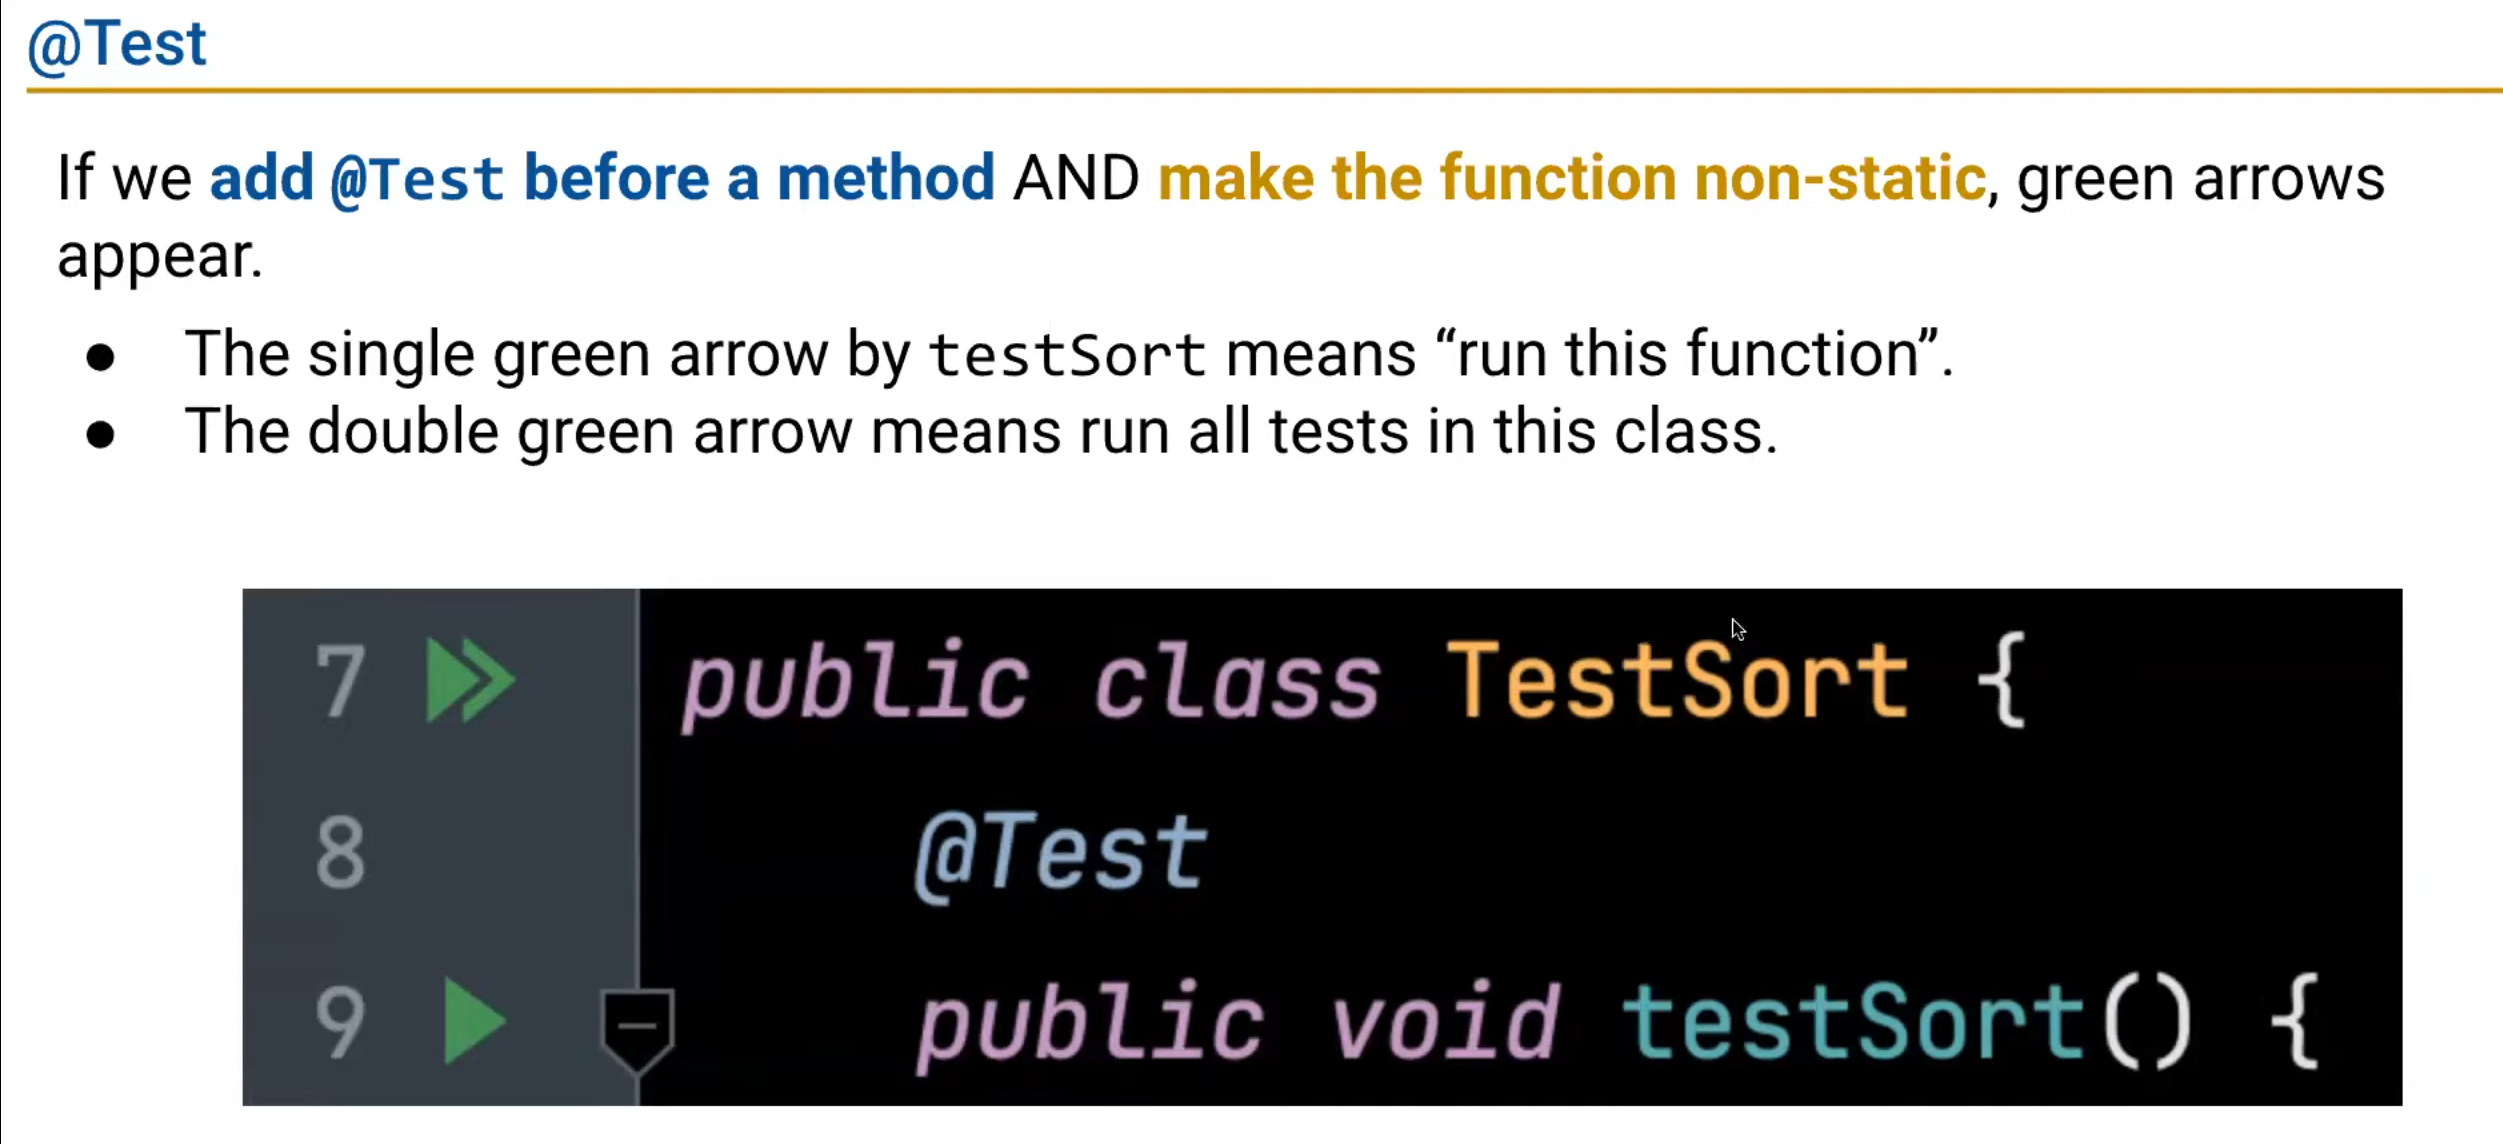 @Test
If we add @Test before a method AND make the function non-static, green arrows
appear.
● The single green arrow by testSort means “run this function”.
● The double green arrow means run all tests in this class.
7 public class TestSort {
8 @Test
9 public void testSort() {